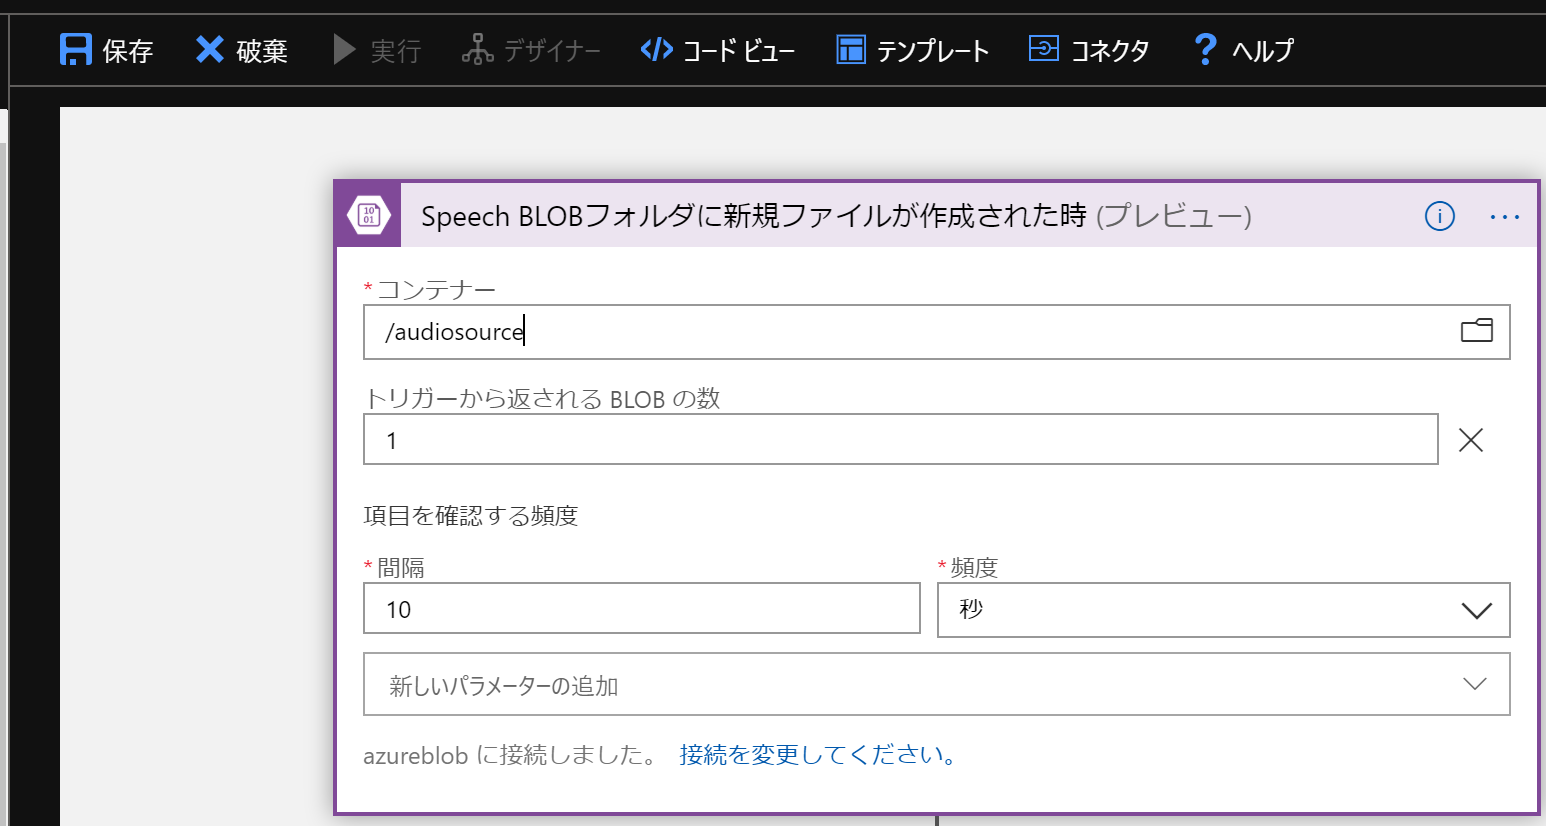 保存 破棄 実行 デザイナー コード ビュー テンプレート コネクタ ? ヘルプ
10 01 Speech BLOBフォルダに新規ファイルが作成された時 (プレビュー) i ...
* コンテナー
/audiosource
トリガーから返される BLOB の数
1
項目を確認する頻度
* 間隔 * 頻度
10 秒
新しいパラメーターの追加
azureblob に接続しました。 接続を変更してください。